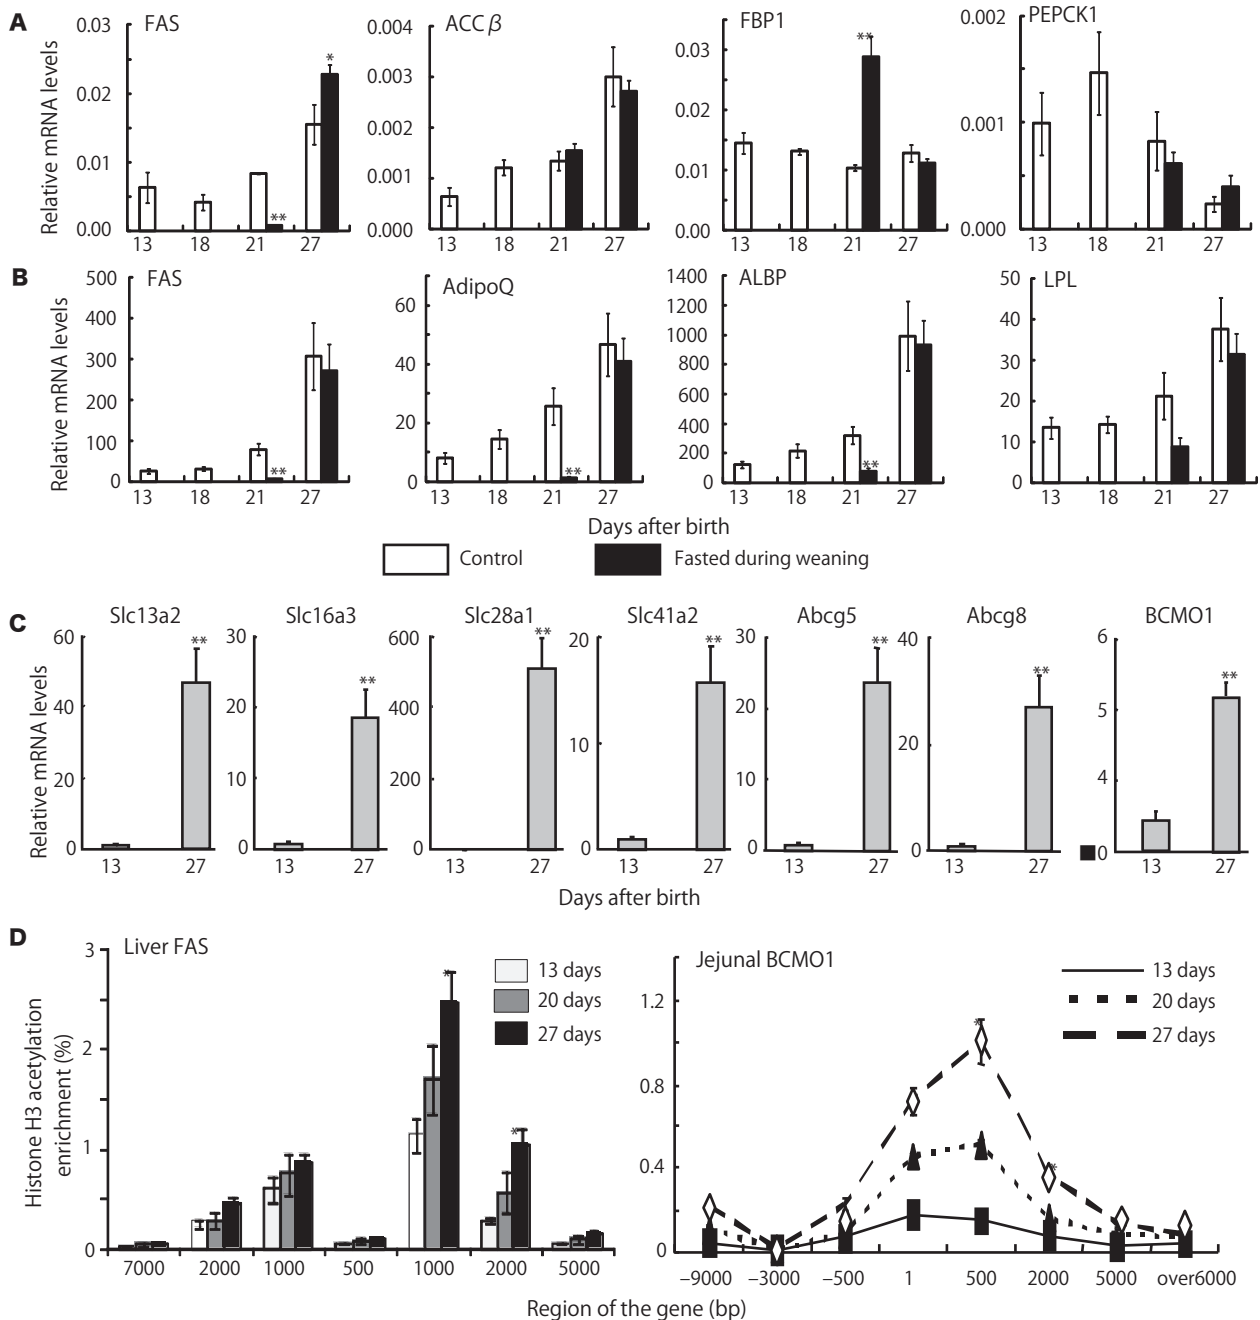 A
FAS
ACC β
FBP1
PEPCK1
Relative mRNA levels
0.03
0.02
0.01
0.00
0.004
0.003
0.002
0.001
0.000
0.03
0.02
0.01
0.00
0.002
0.001
0.000
**
*
**
13 18 21 27
13 18 21 27
13 18 21 27
13 18 21 27
B
FAS
AdipoQ
ALBP
LPL
Relative mRNA levels
500
400
300
200
100
0
60
40
20
0
1400
1200
1000
800
600
400
200
0
50
40
30
20
10
0
**
**
**
13 18 21 27
13 18 21 27
13 18 21 27
13 18 21 27
Days after birth
Control
Fasted during weaning
C
Slc13a2
Slc16a3
Slc28a1
Slc41a2
Abcg5
Abcg8
BCMO1
Relative mRNA levels
60
40
20
0
30
20
10
0
600
400
200
0
20
10
0
30
20
10
0
40
20
0
6
5
4
0
**
**
**
**
**
**
**
13 27
13 27
13 27
13 27
13 27
13 27
13 27
Days after birth
D
Liver FAS
13 days
20 days
27 days
Histone H3 acetylation
enrichment (%)
3
2
1
0
*
*
7000 2000 1000 500 1000 2000 5000
Jejunal BCMO1
13 days
20 days
27 days
1.2
0.8
0.4
0
*
*
−9000 −3000 −500 1 500 2000 5000 over6000
Region of the gene (bp)